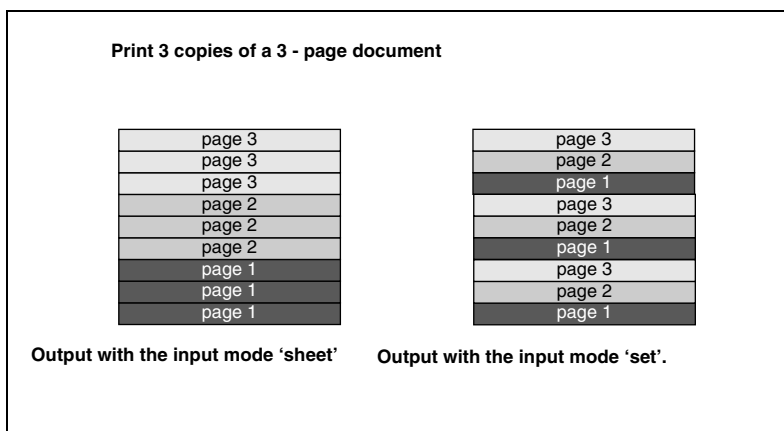 Print 3 copies of a 3 - page document
page 3
page 3
page 3
page 2
page 2
page 2
page 1
page 1
page 1
Output with the input mode ‘sheet’
page 3
page 2
page 1
page 3
page 2
page 1
page 3
page 2
page 1
Output with the input mode ‘set’.